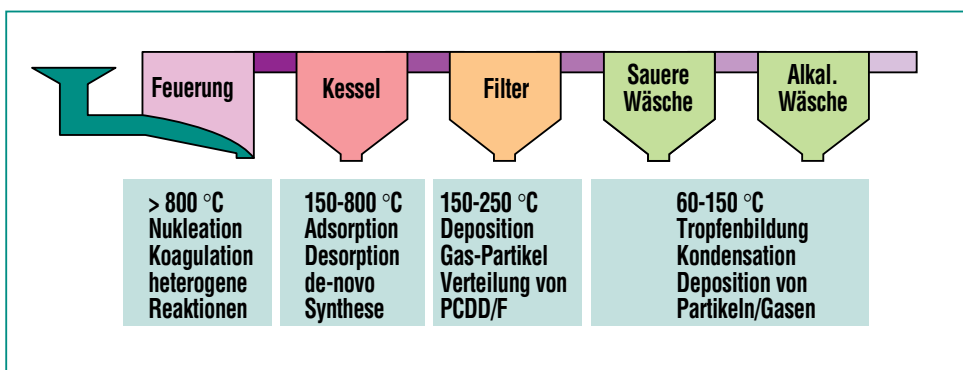 Feuerung
Kessel
Filter
Sauere
Wäsche
Alkal.
Wäsche
> 800 °C
Nukleation
Koagulation
heterogene
Reaktionen
150-800 °C
Adsorption
Desorption
de-novo
Synthese
150-250 °C
Deposition
Gas-Partikel
Verteilung von
PCDD/F
60-150 °C
Tropfenbildung
Kondensation
Deposition von
Partikeln/Gasen